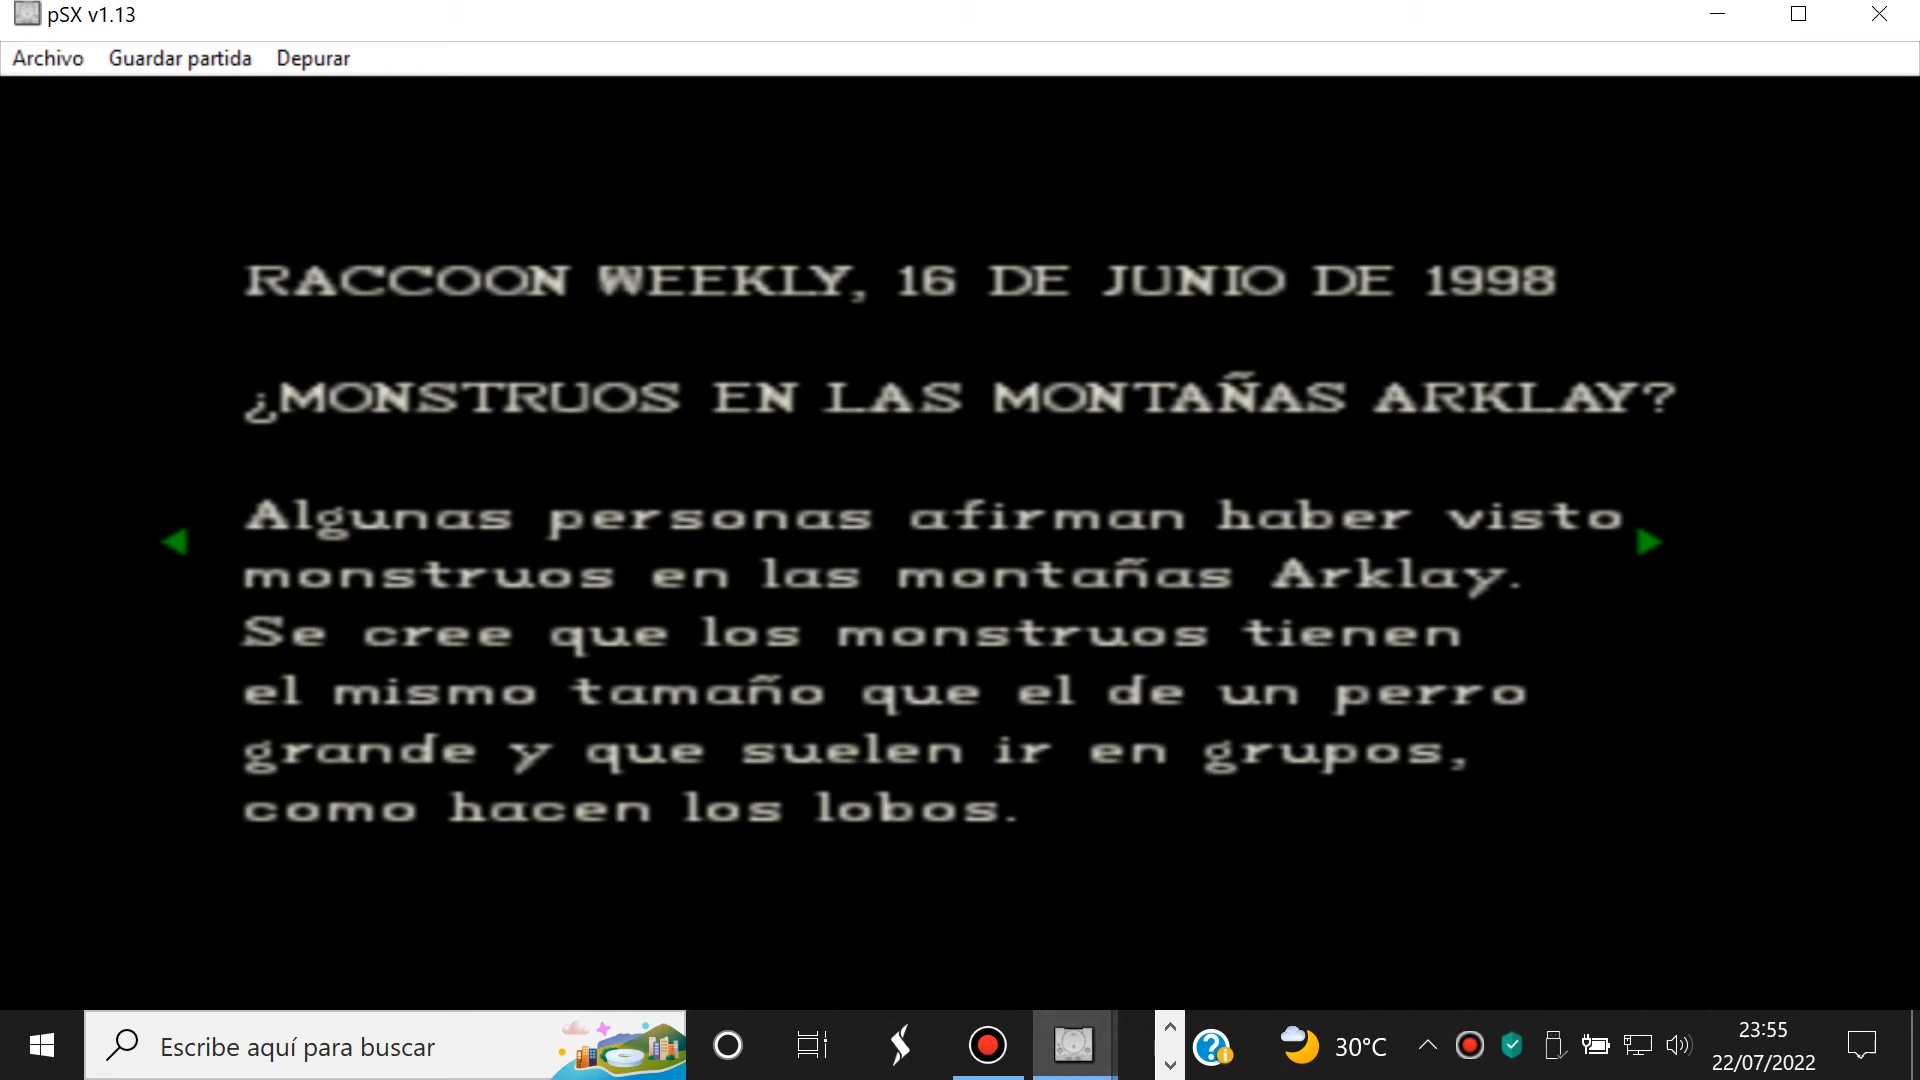 pSX v1.13
Archivo Guardar partida Depurar
RACCOON WEEKLY, 16 DE JUNIO DE 1998
¿MONSTRUOS EN LAS MONTAÑAS ARKLAY?
Algunas personas afirman haber visto
monstruos en las montañas Arklay.
Se cree que los monstruos tienen
el mismo tamaño que el de un perro
grande y que suelen ir en grupos,
como hacen los lobos.
Escribe aquí para buscar
30°C
23:55
22/07/2022